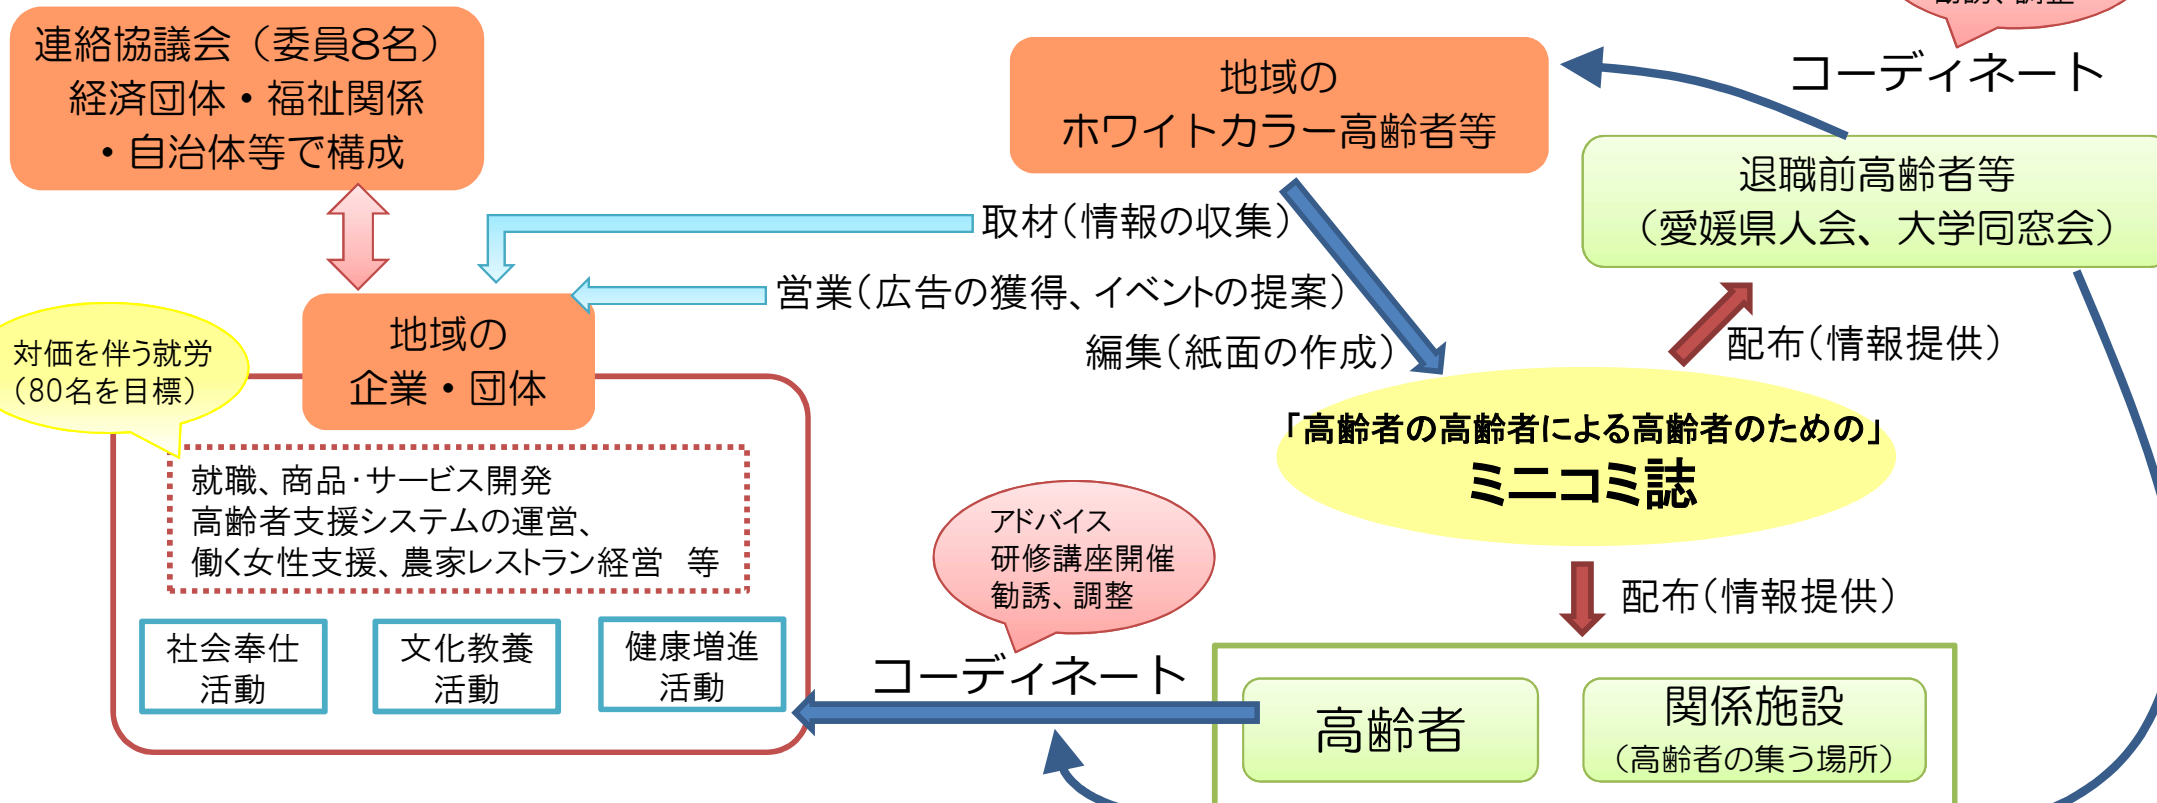 連絡協議会（委員8名）
経済団体・福祉関係
・自治体等で構成
地域の
ホワイトカラー高齢者等
コーディネート
退職前高齢者等
（愛媛県人会、大学同窓会）
取材（情報の収集）
営業（広告の獲得、イベントの提案）
編集（紙面の作成）
配布（情報提供）
対価を伴う就労
（80名を目標）
地域の
企業・団体
就職、商品・サービス開発
高齢者支援システムの運営、
働く女性支援、農家レストラン経営　等
「高齢者の高齢者による高齢者のための」
ミニコミ誌
アドバイス
研修講座開催
勧誘、調整
配布（情報提供）
社会奉仕
活動
文化教養
活動
健康増進
活動
コーディネート
高齢者
関係施設
（高齢者の集う場所）